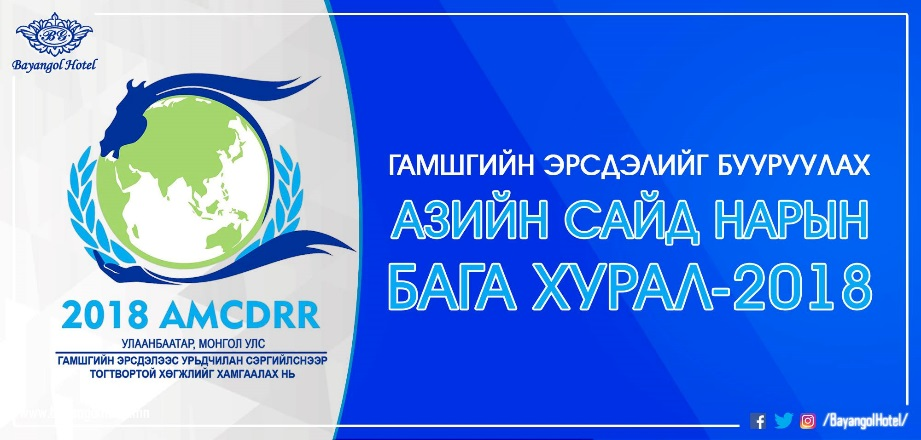 BG
Bayangol Hotel
2018 AMCDRR
УЛААНБААТАР, МОНГОЛ УЛС
ГАМШГИЙН ЭРСДЭЛЭЭС УРЬДЧИЛАН СЭРГИЙЛСНЭЭР
ТОГТВОРТОЙ ХӨГЖЛИЙГ ХАМГААЛАХ НЬ
ГАМШГИЙН ЭРСДЭЛИЙГ БУУРУУЛАХ
АЗИЙН САЙД НАРЫН
БАГА ХУРАЛ-2018
/BayangolHotel/